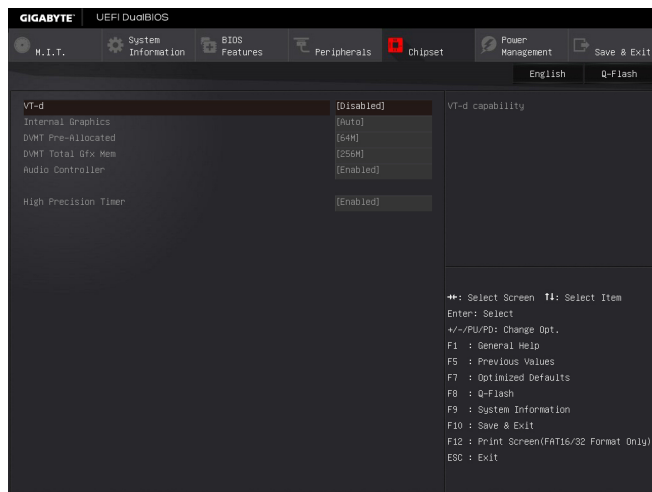 GIGABYTE™ UEFI DualBIOS
M.I.T. System Information BIOS Features Peripherals Chipset Power Management Save & Exit
English Q-Flash
VT-d [Disabled] VT-d capability
Internal Graphics [Auto]
DVMT Pre-Allocated [64M]
DVMT Total Gfx Mem [256M]
Audio Controller [Enabled]
High Precision Timer [Enabled]
→←: Select Screen ↑↓: Select Item
Enter: Select
+/-/PU/PD: Change Opt.
F1 : General Help
F5 : Previous Values
F7 : Optimized Defaults
F8 : Q-Flash
F9 : System Information
F10 : Save & Exit
F12 : Print Screen(FAT16/32 Format Only)
ESC : Exit